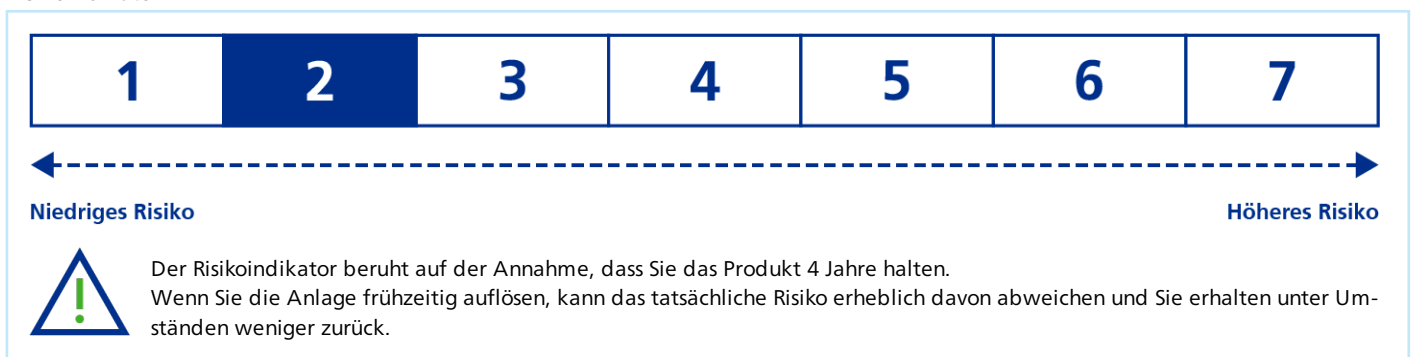 1 2 3 4 5 6 7
Niedriges Risiko Höheres Risiko
Der Risikoindikator beruht auf der Annahme, dass Sie das Produkt 4 Jahre halten.
Wenn Sie die Anlage frühzeitig auflösen, kann das tatsächliche Risiko erheblich davon abweichen und Sie erhalten unter Um-
ständen weniger zurück.